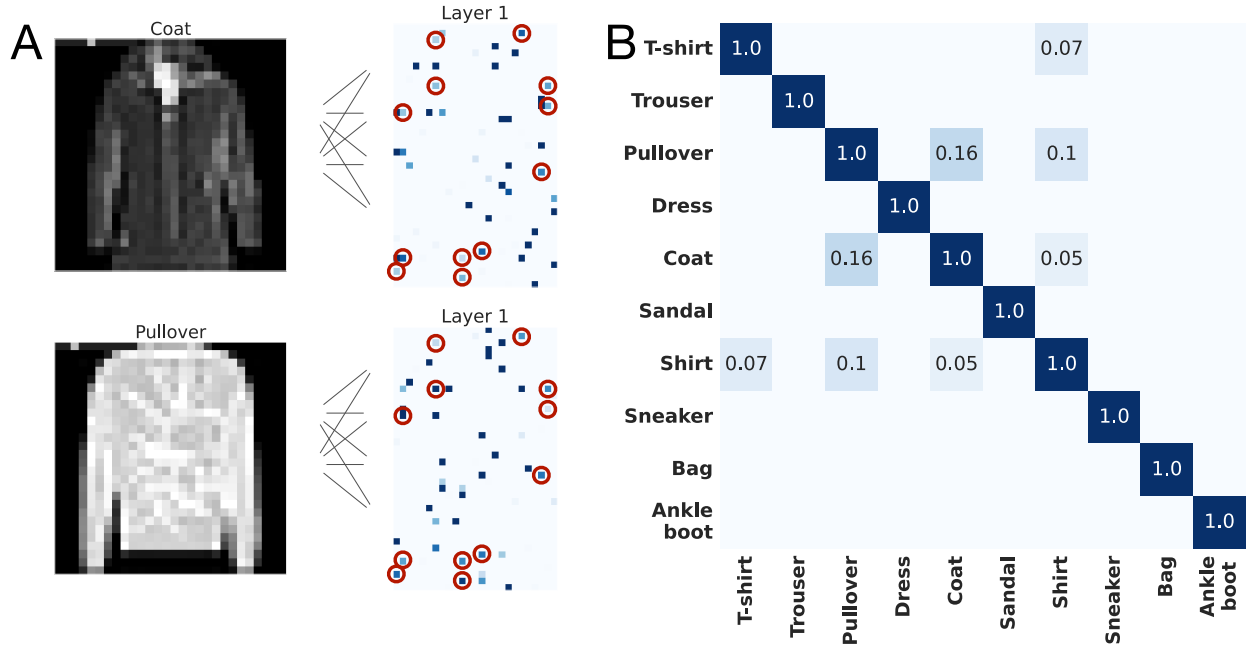 A
Coat
Layer 1
Pullover
Layer 1
B
T-shirt
1.0
0.07
Trouser
1.0
Pullover
1.0
0.16
0.1
Dress
1.0
Coat
0.16
1.0
0.05
Sandal
1.0
Shirt
0.07
0.1
0.05
1.0
Sneaker
1.0
Bag
1.0
Ankle
boot
1.0
T-shirt
Trouser
Pullover
Dress
Coat
Sandal
Shirt
Sneaker
Bag
Ankle
boot